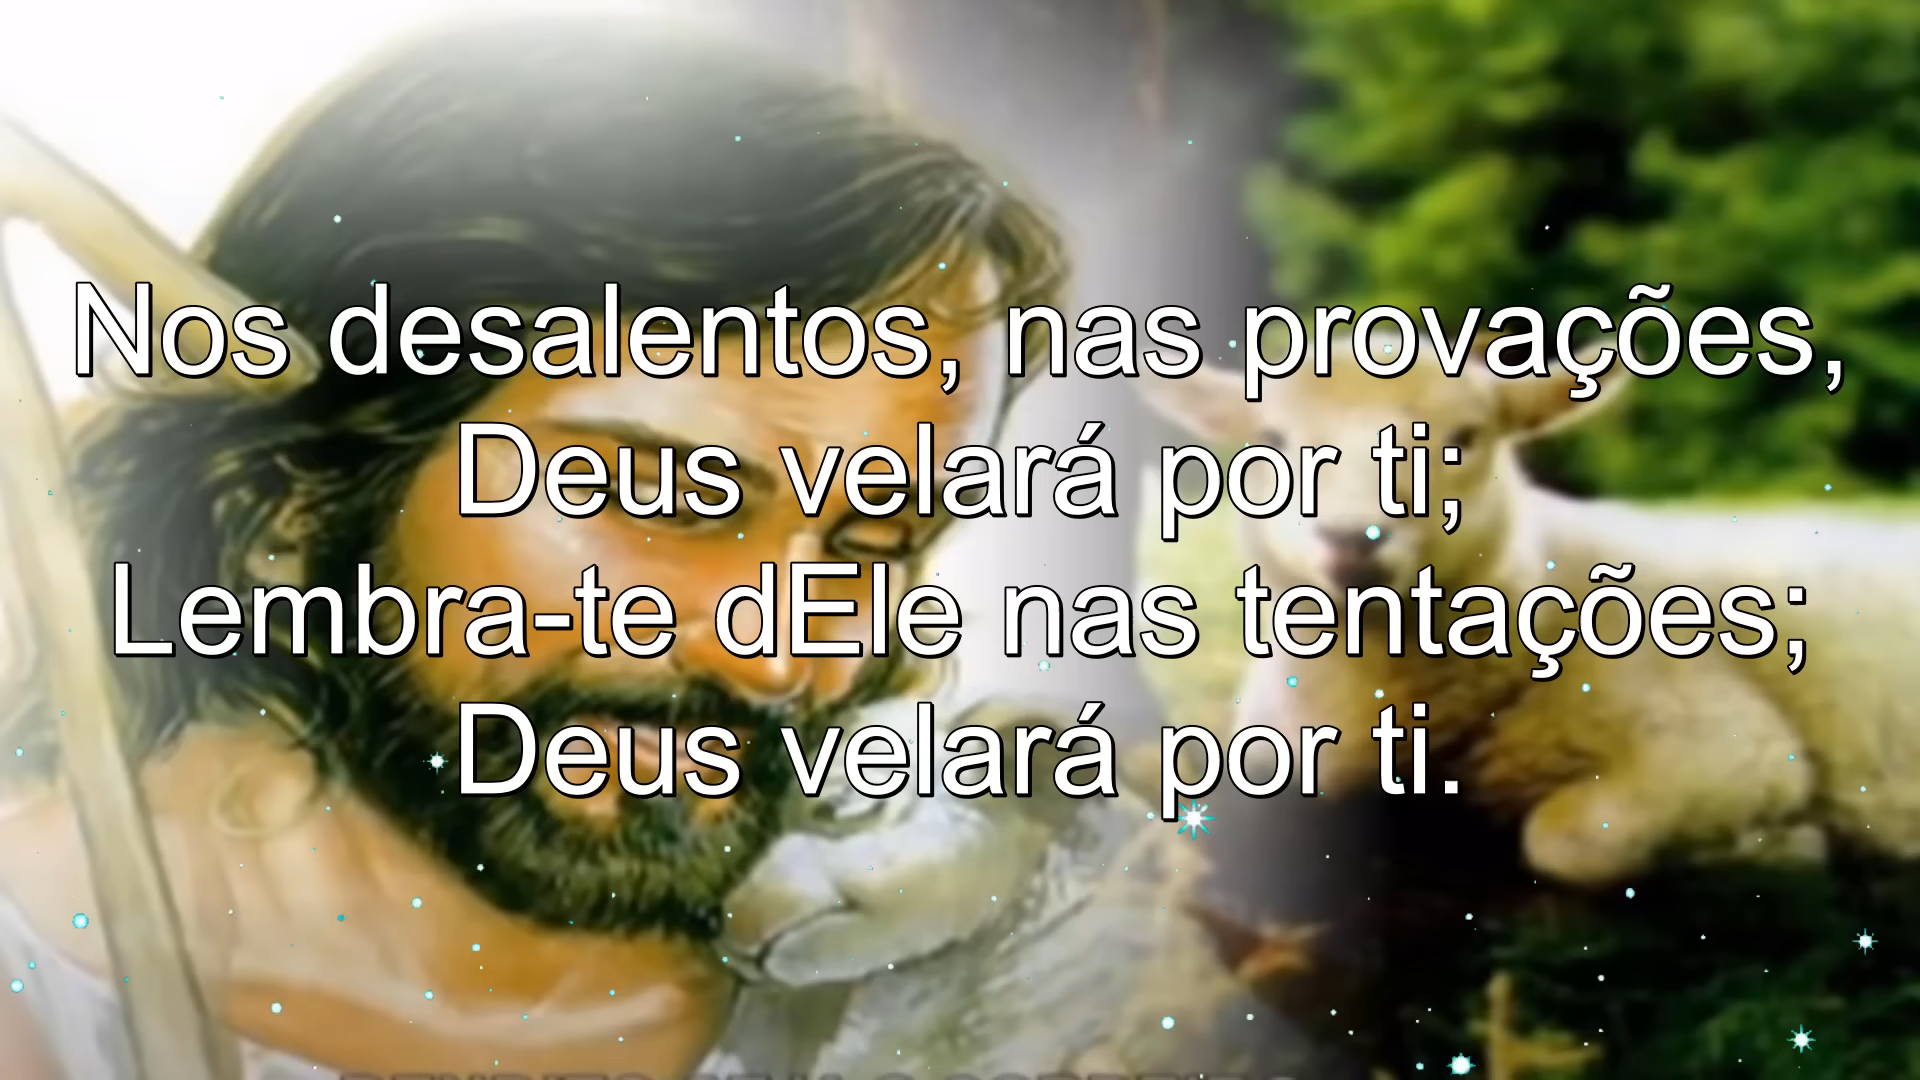 Nos desalentos, nas provações,
Deus velará por ti;
Lembra-te dEle nas tentações;
Deus velará por ti.